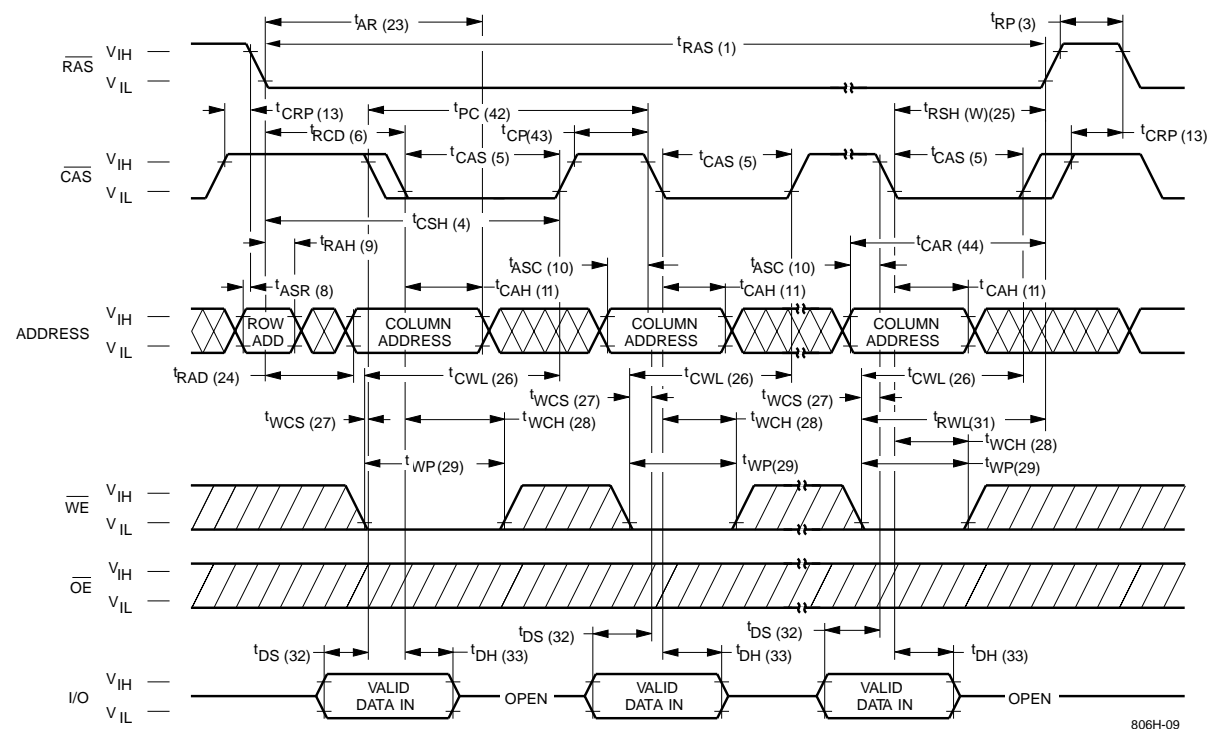 tAR (23)
tRP (3)
VIH
tRAS (1)
RAS
VIL
tCRP (13)
tPC (42)
tRSH (W)(25)
tRCD (6)
tCP(43)
tCRP (13)
VIH
tCAS (5)
tCAS (5)
tCAS (5)
CAS
VIL
tCSH (4)
tRAH (9)
tCAR (44)
tASC (10)
tASC (10)
tASR (8)
tCAH (11)
tCAH (11)
tCAH (11)
VIH
ROW
ADD
COLUMN
ADDRESS
COLUMN
ADDRESS
COLUMN
ADDRESS
ADDRESS
VIL
tRAD (24)
tCWL (26)
tCWL (26)
tCWL (26)
tWCS (27)
tWCS (27)
tWCS (27)
tWCH (28)
tWCH (28)
tRWL(31)
tWCH (28)
tWP(29)
tWP(29)
tWP(29)
VIH
WE
VIL
VIH
OE
VIL
tDS (32)
tDS (32)
tDS (32)
tDH (33)
tDH (33)
tDH (33)
VIH
I/O
VALID
DATA IN
OPEN
VALID
DATA IN
VALID
DATA IN
OPEN
VIL
806H-09